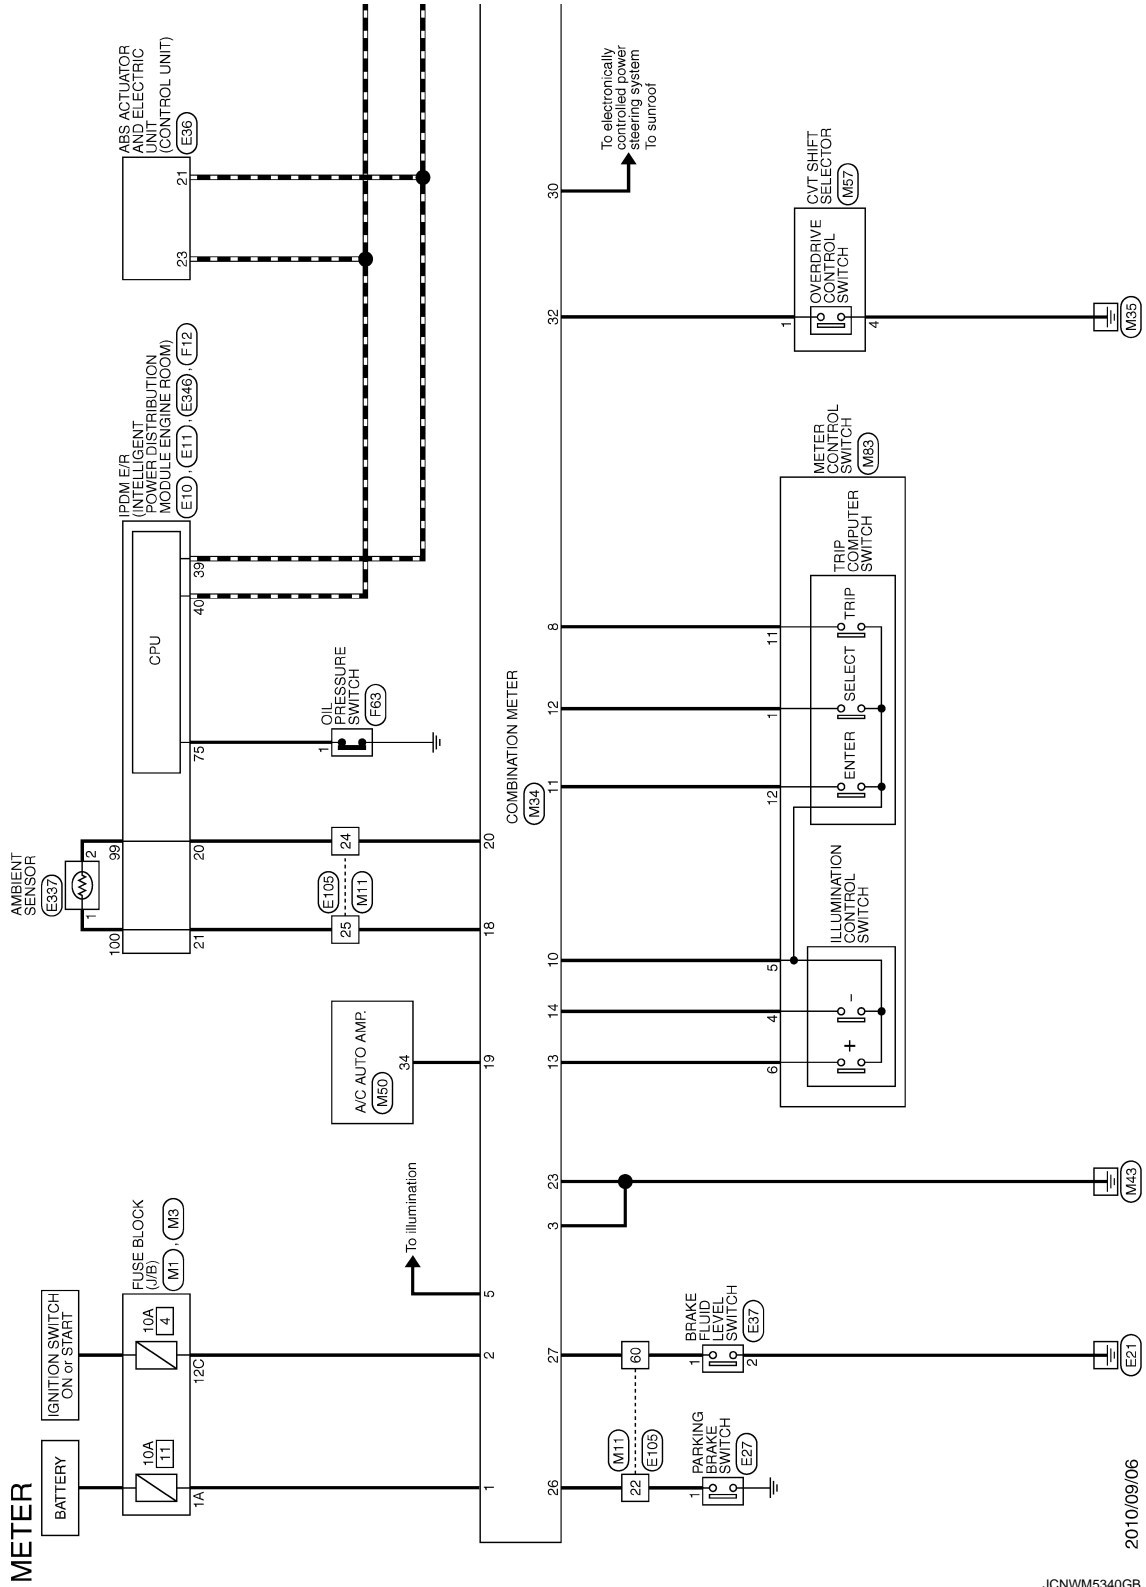 METER
BATTERY
IGNITION SWITCH
ON or START
10A
11
10A
4
FUSE BLOCK
(J/B)
M1 , M3
1A
12C
AMBIENT
SENSOR
E337
1
2
100
99
21
20
CPU
75
40
39
IPDM E/R
(INTELLIGENT
POWER DISTRIBUTION
MODULE ENGINE ROOM)
E10 , E11 , E346 , F12
ABS ACTUATOR
AND ELECTRIC
UNIT
(CONTROL UNIT)
E36
23
21
To illumination
A/C AUTO AMP.
M50
34
25
24
E105
M11
OIL
PRESSURE
SWITCH
F63
1
1
2
5
19
18
20
COMBINATION METER
M34
26
27
3
23
13
14
10
11
12
8
32
30
To electronically
controlled power
steering system
To sunroof
M11
E105
22
60
PARKING
BRAKE
SWITCH
E27
1
BRAKE
FLUID
LEVEL
SWITCH
E37
1
2
6
4
5
12
1
11
+
-
ILLUMINATION
CONTROL
SWITCH
ENTER
SELECT
TRIP
TRIP
COMPUTER
SWITCH
METER
CONTROL
SWITCH
M83
1
4
OVERDRIVE
CONTROL
SWITCH
CVT SHIFT
SELECTOR
M57
E21
M43
M35
2010/09/06
JCNWM5340GB